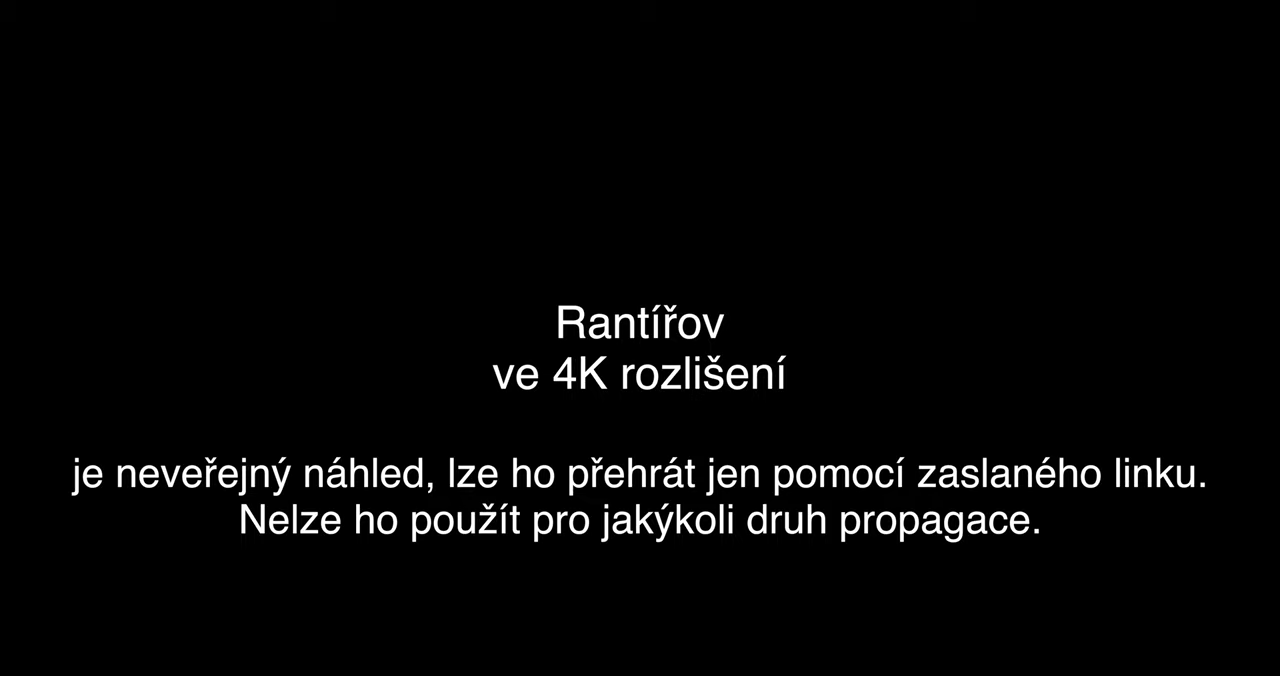 Rantířov
ve 4K rozlišení
je neveřejný náhled, lze ho přehrát jen pomocí zaslaného linku.
Nelze ho použít pro jakýkoli druh propagace.